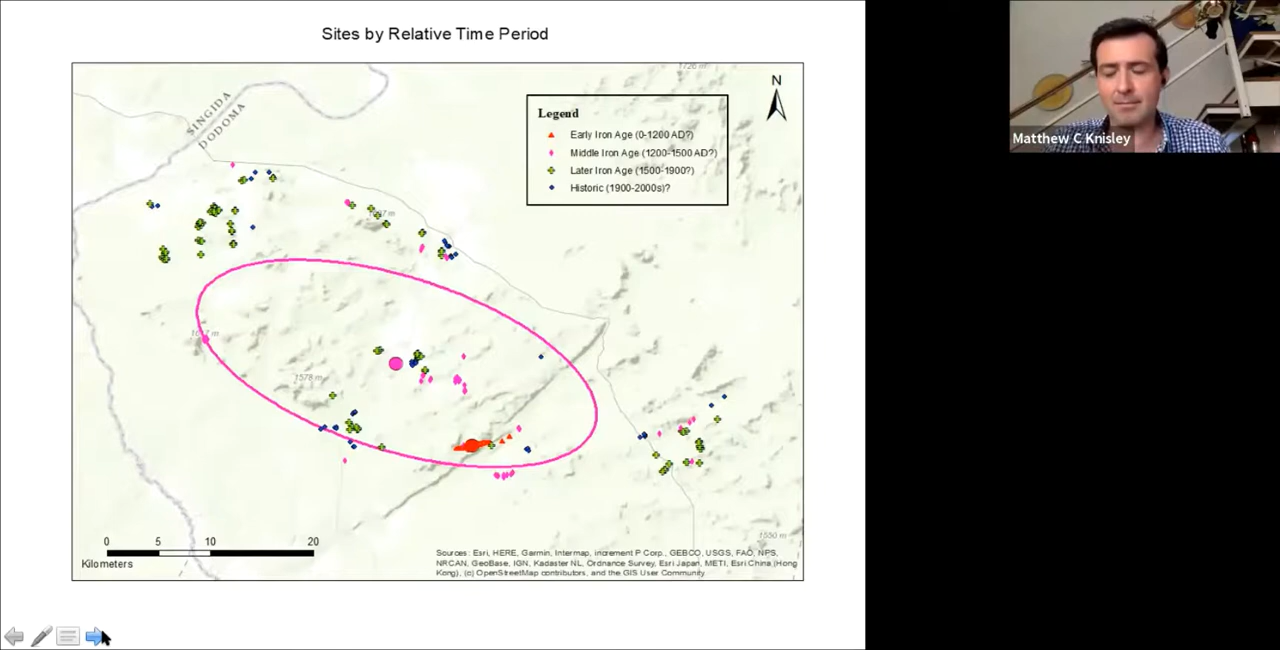 Sites by Relative Time Period
1726 m
N
SINGIDA
DODOMA
Legend
Early Iron Age (0-1200 AD?)
Middle Iron Age (1200-1500 AD?)
Later Iron Age (1500-1900?)
Historic (1900-2000s)?
1578 m
0 5 10 20
Kilometers
1550 m
Sources: Esri, HERE, Garmin, Intermap, increment P Corp., GEBCO, USGS, FAO, NPS,
NRCAN, GeoBase, IGN, Kadaster NL, Ordnance Survey, Esri Japan, METI, Esri China (Hong
Kong), (c) OpenStreetMap contributors, and the GIS User Community
Matthew C Knisley